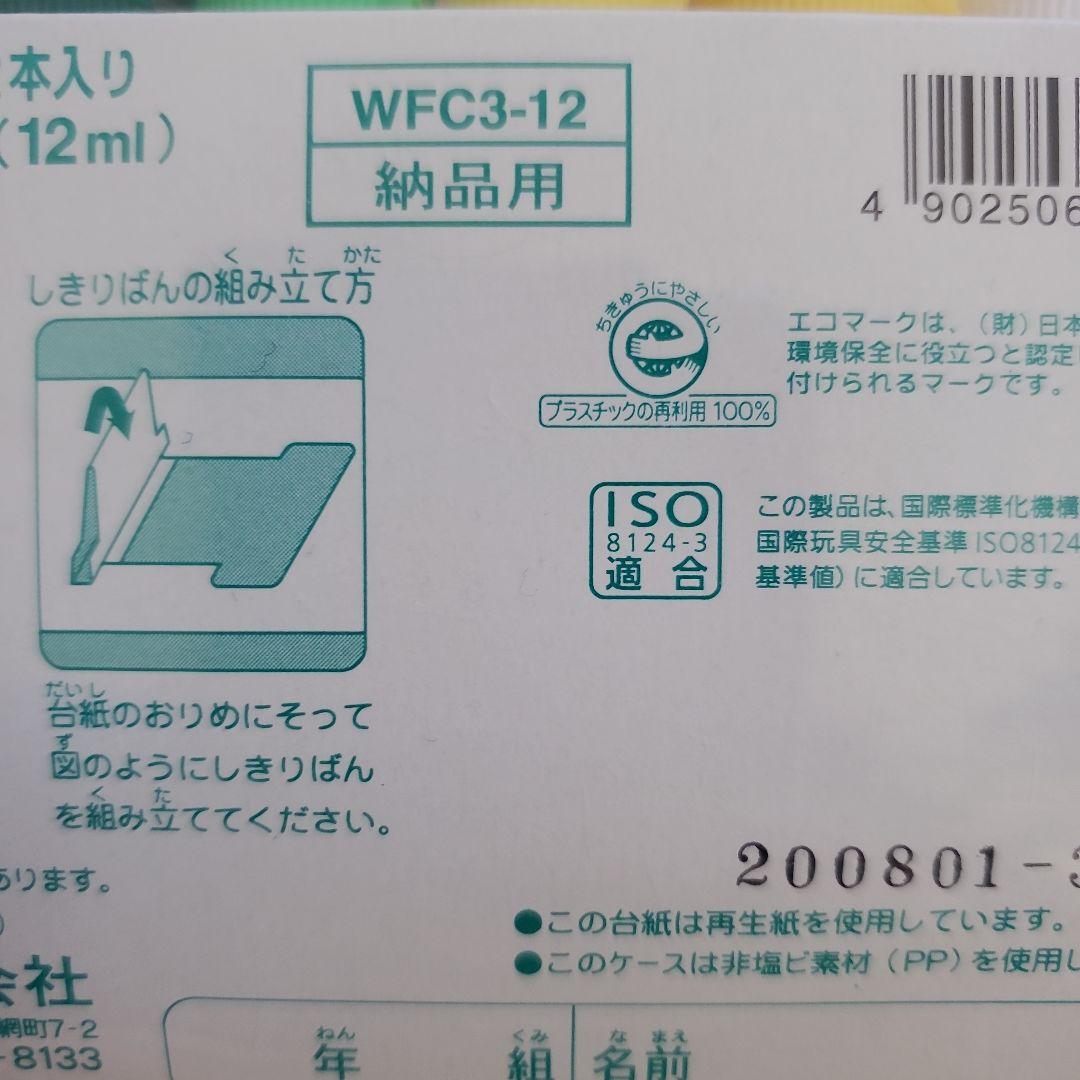 本入り
(12ml)
WFC3-12
納品用
4 902506
く た かた
しきりばんの組み立て方
ちきゅうにやさしい
プラスチックの再利用 100%
エコマークは、(財)日本
環境保全に役立つと認定
付けられるマークです。
ISO
8124-3
適合
この製品は、国際標準化機構
国際玩具安全基準ISO8124
基準値)に適合しています。
だいし
台紙のおりめにそって
ず
図のようにしきりばん
く た
を組み立ててください。
200801-3
あります。
)
●この台紙は再生紙を使用しています。
●このケースは非塩ビ素材(PP)を使用し
会社
網町7-2
-8133
ねん くみ な まえ
年 組 名前